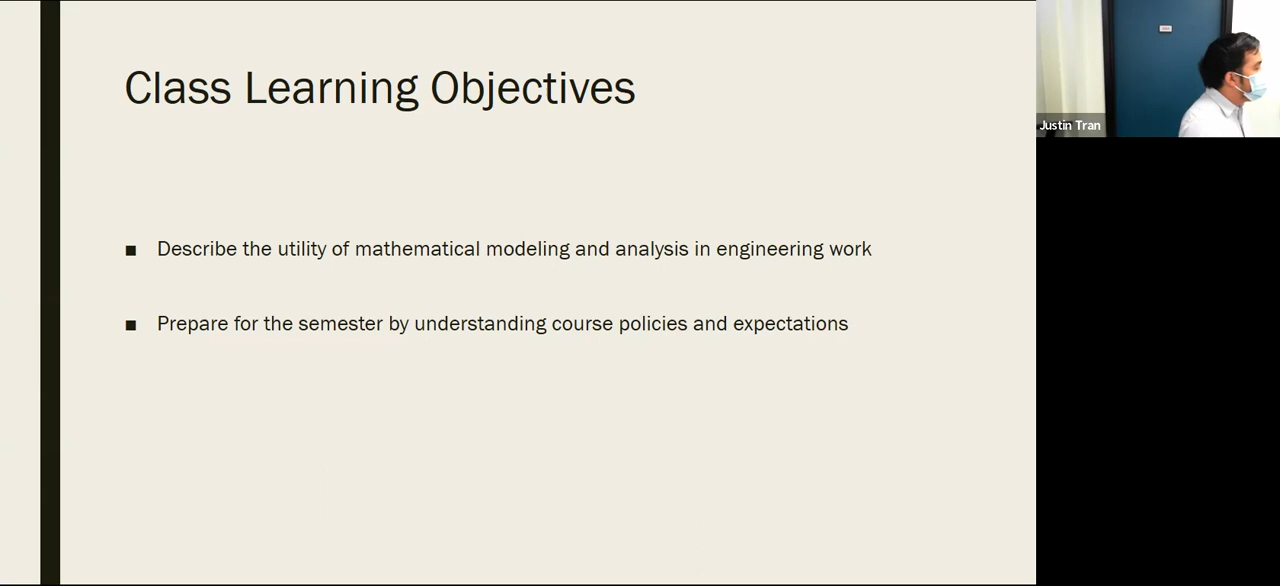 Class Learning Objectives
■ Describe the utility of mathematical modeling and analysis in engineering work
■ Prepare for the semester by understanding course policies and expectations
Justin Tran